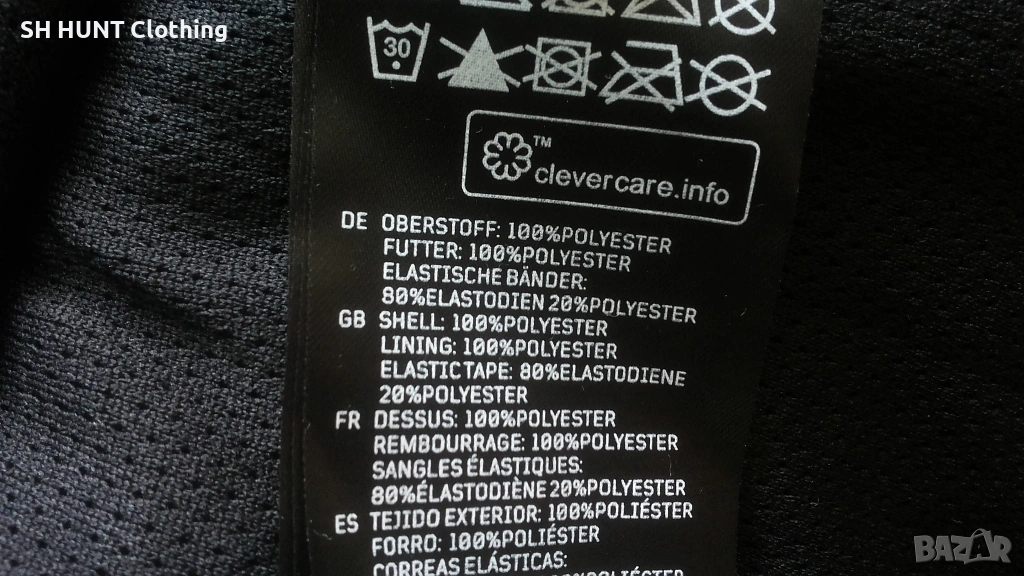 SH HUNT Clothing
30
™
clevercare.info
DE OBERSTOFF: 100%POLYESTER
FUTTER: 100%POLYESTER
ELASTISCHE BÄNDER:
80%ELASTODIEN 20%POLYESTER
GB SHELL: 100%POLYESTER
LINING: 100%POLYESTER
ELASTIC TAPE: 80%ELASTODIENE
20%POLYESTER
FR DESSUS: 100%POLYESTER
REMBOURRAGE: 100%POLYESTER
SANGLES ÉLASTIQUES:
80%ÉLASTODIÈNE 20%POLYESTER
ES TEJIDO EXTERIOR: 100%POLIÉSTER
FORRO: 100%POLIÉSTER
CORREAS ELÁSTICAS:
BAZAR